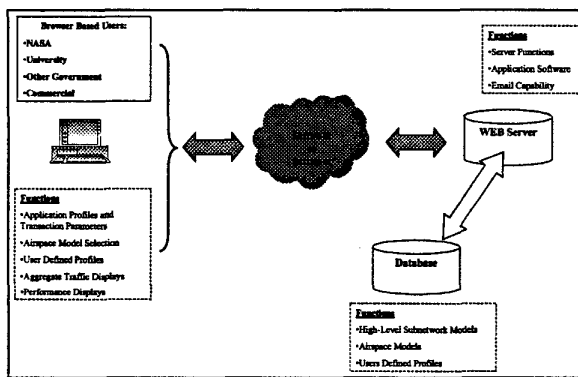 Browser Based Users:
•NASA
•University
•Other Government
•Commercial
Functions
•Application Profiles and
Transaction Parameters
•Airspace Model Selection
•User Defined Profiles
•Aggregate Traffic Displays
•Performance Displays
Functions
•Server Functions
•Application Software
•Email Capability
WEB Server
Database
Functions
•High-Level Subnetwork Models
•Airspace Models
•Users Defined Profiles